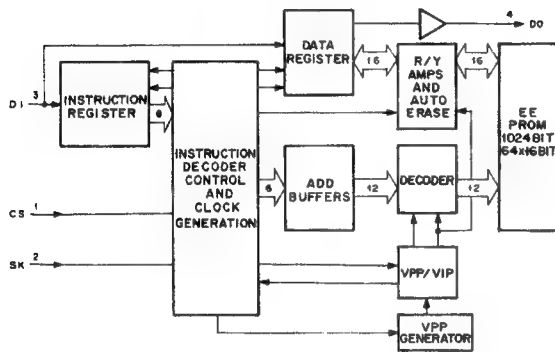 4
DO
DATA
REGISTER
16
R/Y
AMPS
AND
AUTO
ERASE
16
EE
PROM
1024BIT
64x16BIT
DI
3
INSTRUCTION
REGISTER
INSTRUCTION
DECODER
CONTROL
AND
CLOCK
GENERATION
6
ADD
BUFFERS
12
DECODER
12
CS
1
SK
2
VPP/VIP
VPP
GENERATOR